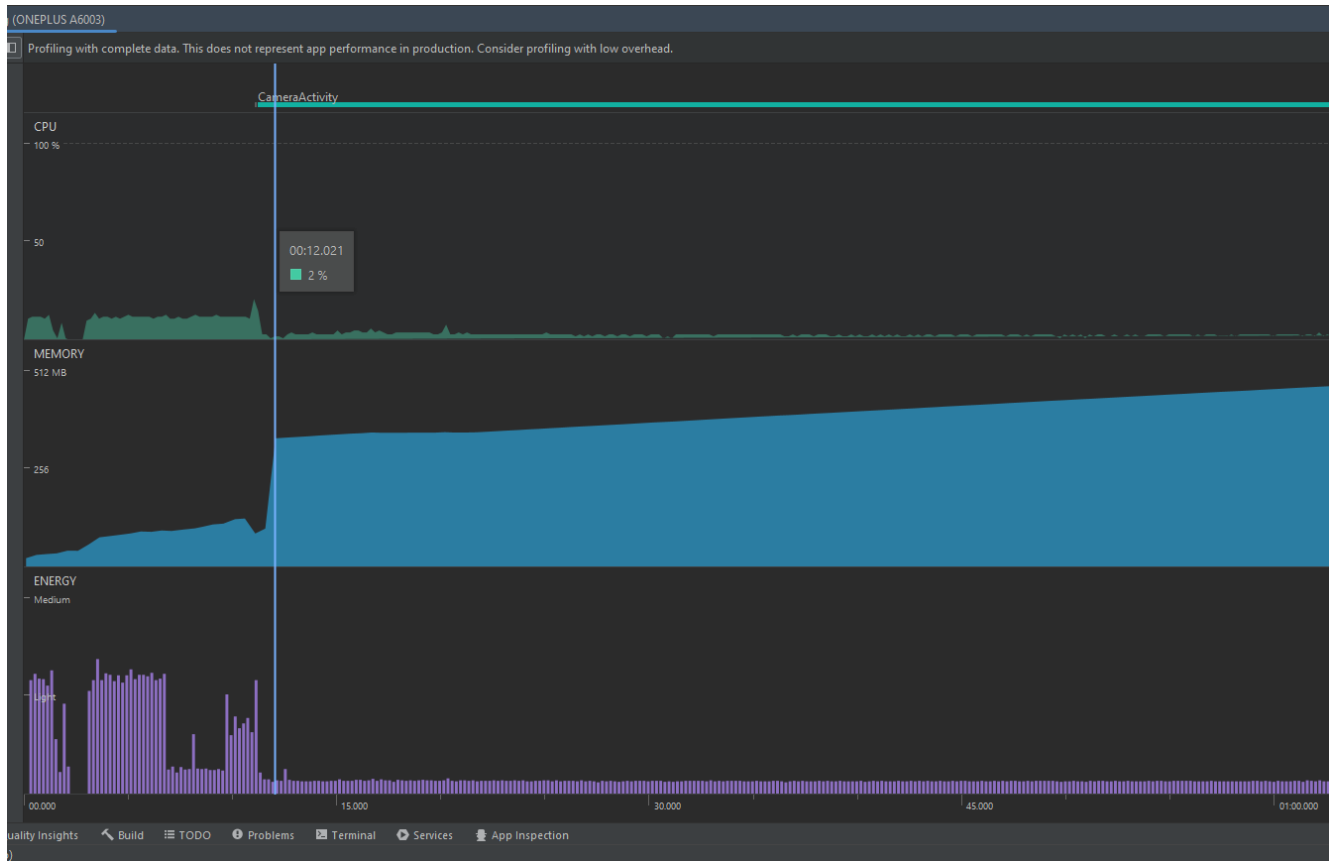 (ONEPLUS A6003)
Profiling with complete data. This does not represent app performance in production. Consider profiling with low overhead.
CameraActivity
CPU
100 %
50
00:12.021
2 %
MEMORY
512 MB
256
ENERGY
Medium
Light
00.000 15.000 30.000 45.000 01:00.000
uality Insights Build TODO Problems Terminal Services App Inspection
)